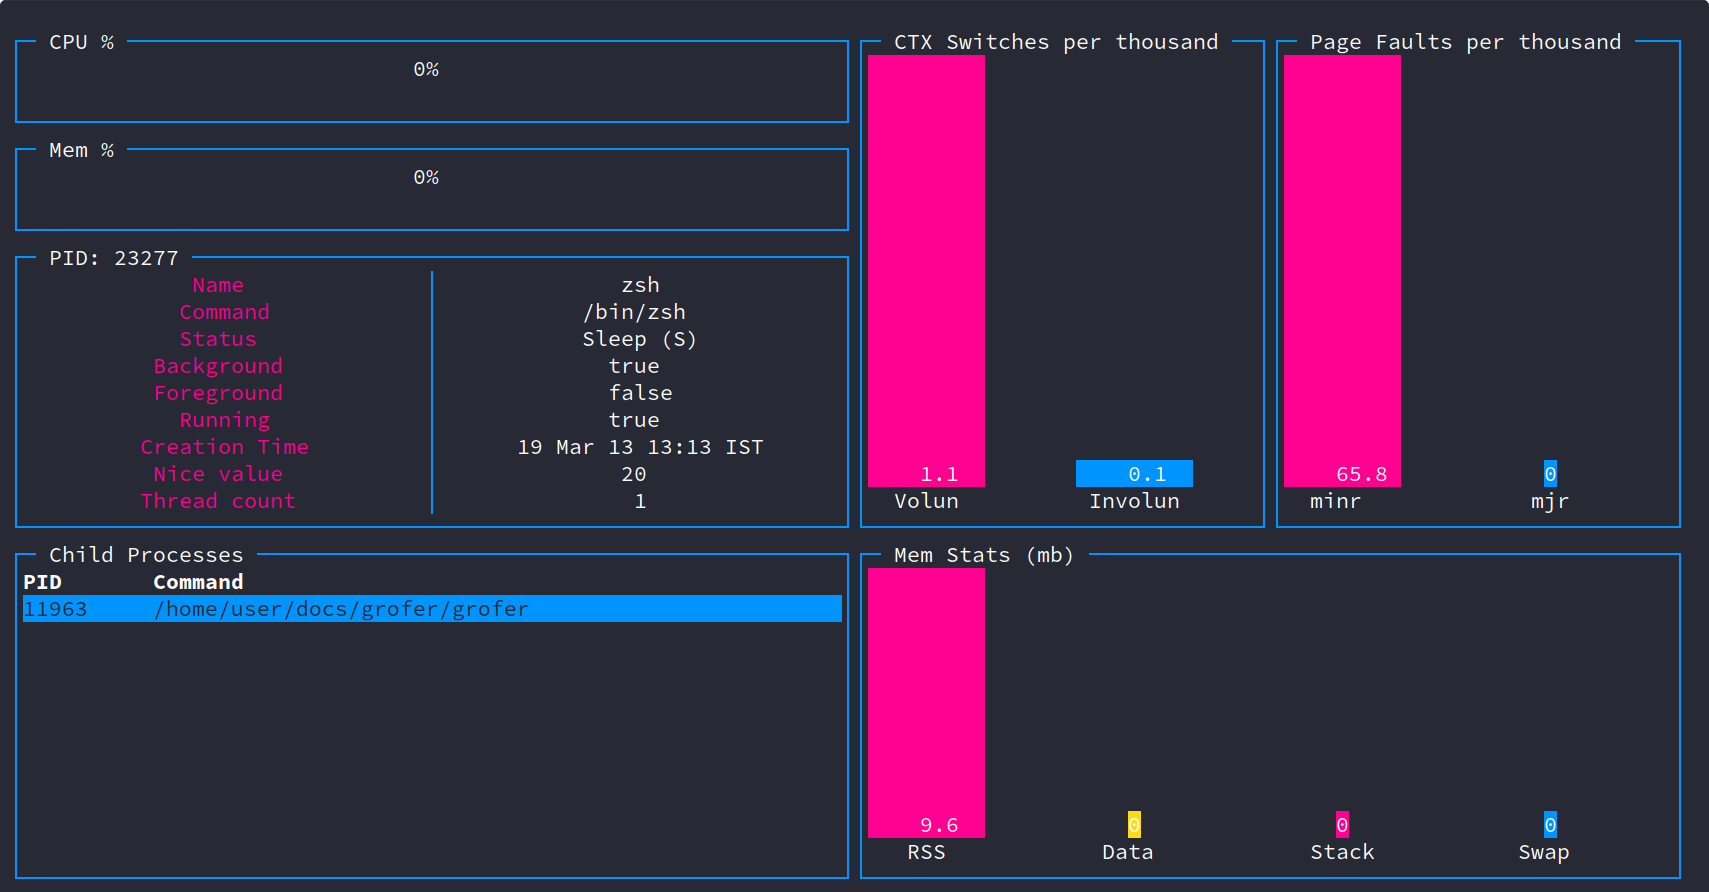 CPU %
0%
Mem %
0%
PID: 23277
Name zsh
Command /bin/zsh
Status Sleep (S)
Background true
Foreground false
Running true
Creation Time 19 Mar 13 13:13 IST
Nice value 20
Thread count 1
CTX Switches per thousand
1.1 0.1
Volun Involun
Page Faults per thousand
65.8 0
minr mjr
Child Processes
PID Command
11963 /home/user/docs/grofer/grofer
Mem Stats (mb)
9.6 0 0 0
RSS Data Stack Swap